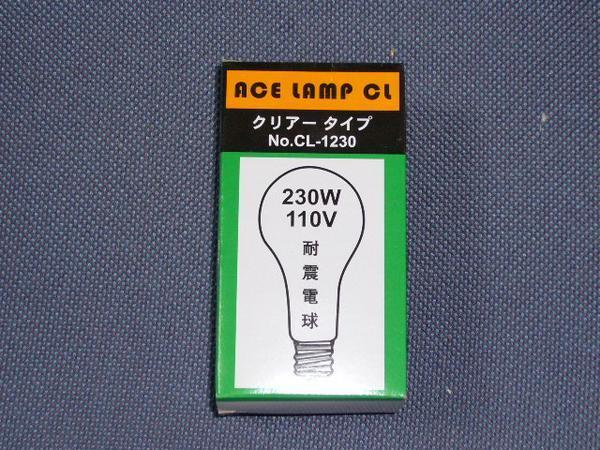 ACE LAMP CL
クリアー タイプ
No.CL-1230
230W
110V
耐震電球